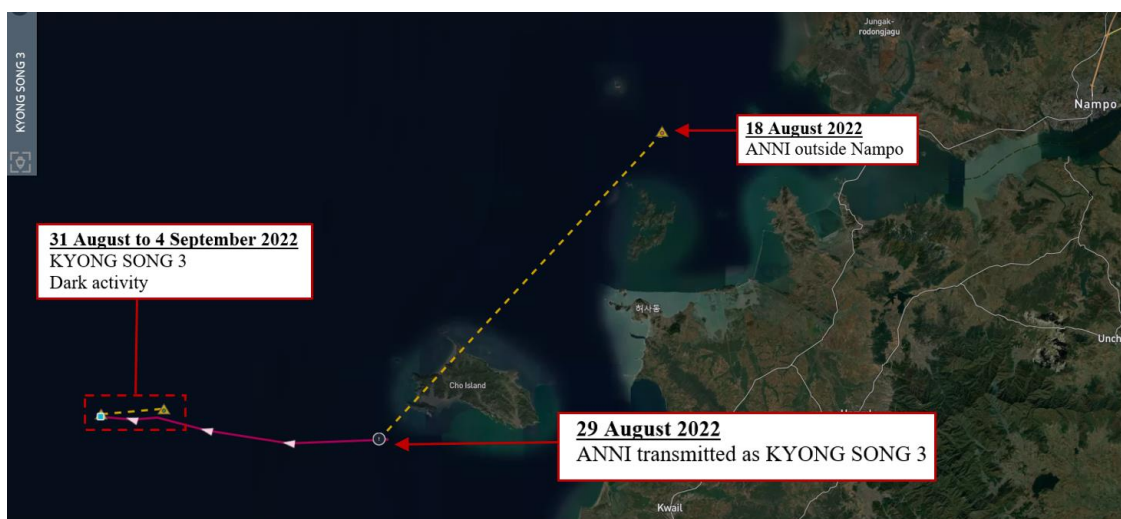 KYONG SONG 3
Jungak-
rodongjagu
Nampo
18 August 2022
ANNI outside Nampo
31 August to 4 September 2022
KYONG SONG 3
Dark activity
허사동
Unch
Cho Island
29 August 2022
ANNI transmitted as KYONG SONG 3
Kwail